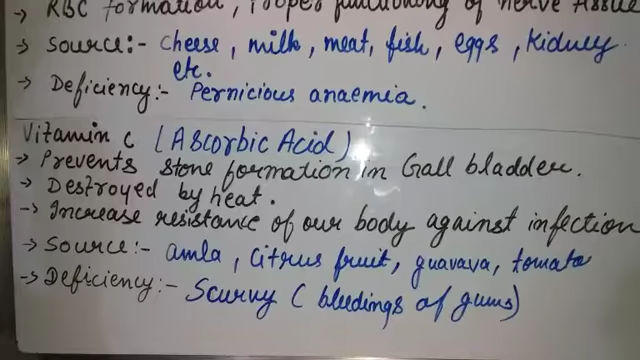 → RBC formation, proper functioning of nerve tissue
→ Source:- Cheese, milk, meat, fish, eggs, Kidney
etc.
→ Deficiency:- Pernicious anaemia.
Vitamin C (Ascorbic Acid)
→ Prevents stone formation in Gall bladder.
→ Destroyed by heat.
→ Increase resistance of our body against infection
→ Source:- amla, citrus fruit, guavava, tomato
→ Deficiency:- Scurvy (bleedings of gums)